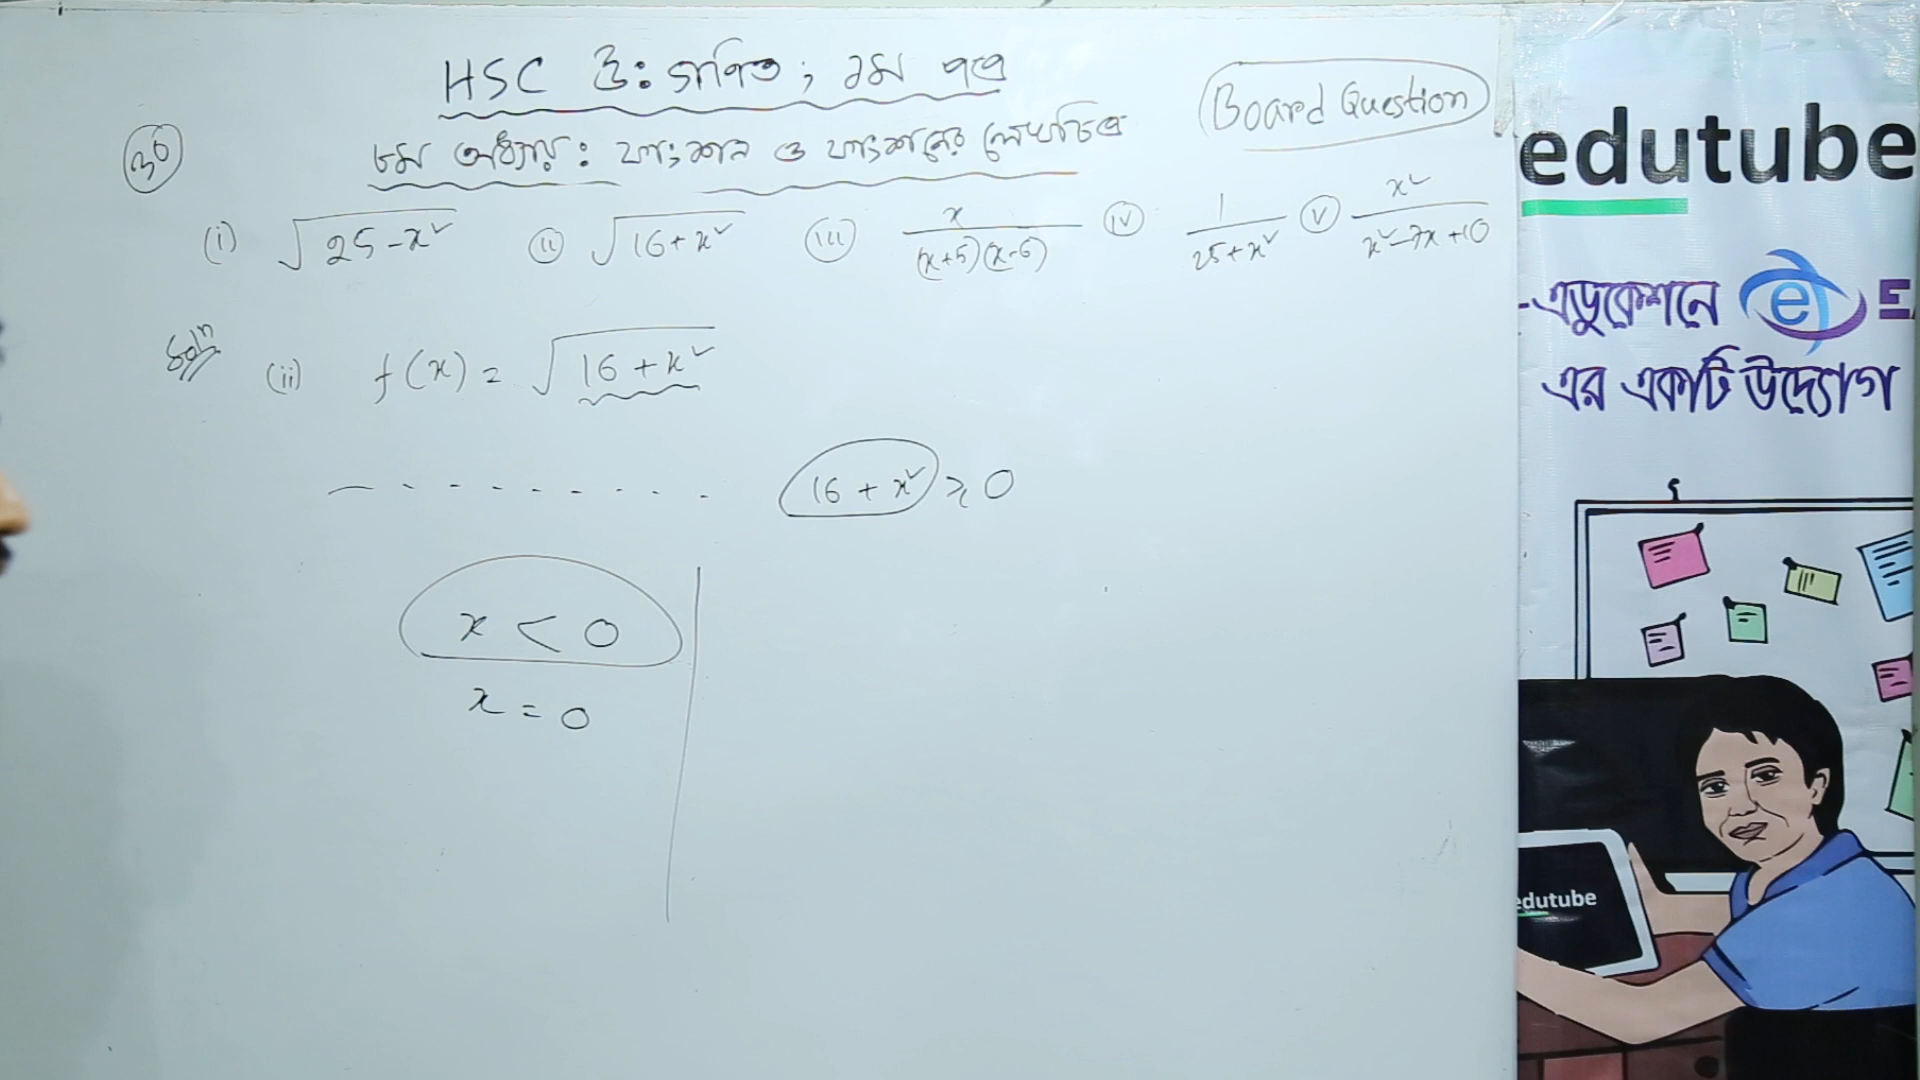 HSC উ: গণিত ; ১ম পত্র
Board Question
৮ম অধ্যায় : ফাংশন ও ফাংশনের লেখচিত্র
(i) √(25-x²) (ii) √(16+x²) (iii) x/((x+5)(x-6)) (iv) 1/(25+x²) (v) x²/(x²-7x+10)
Soln (ii) f(x) = √(16+x²)
16 + x² ≥ 0
x < 0
x = 0
edutube
-এডুকেশনে e E
এর একটি উদ্যোগ
edutube